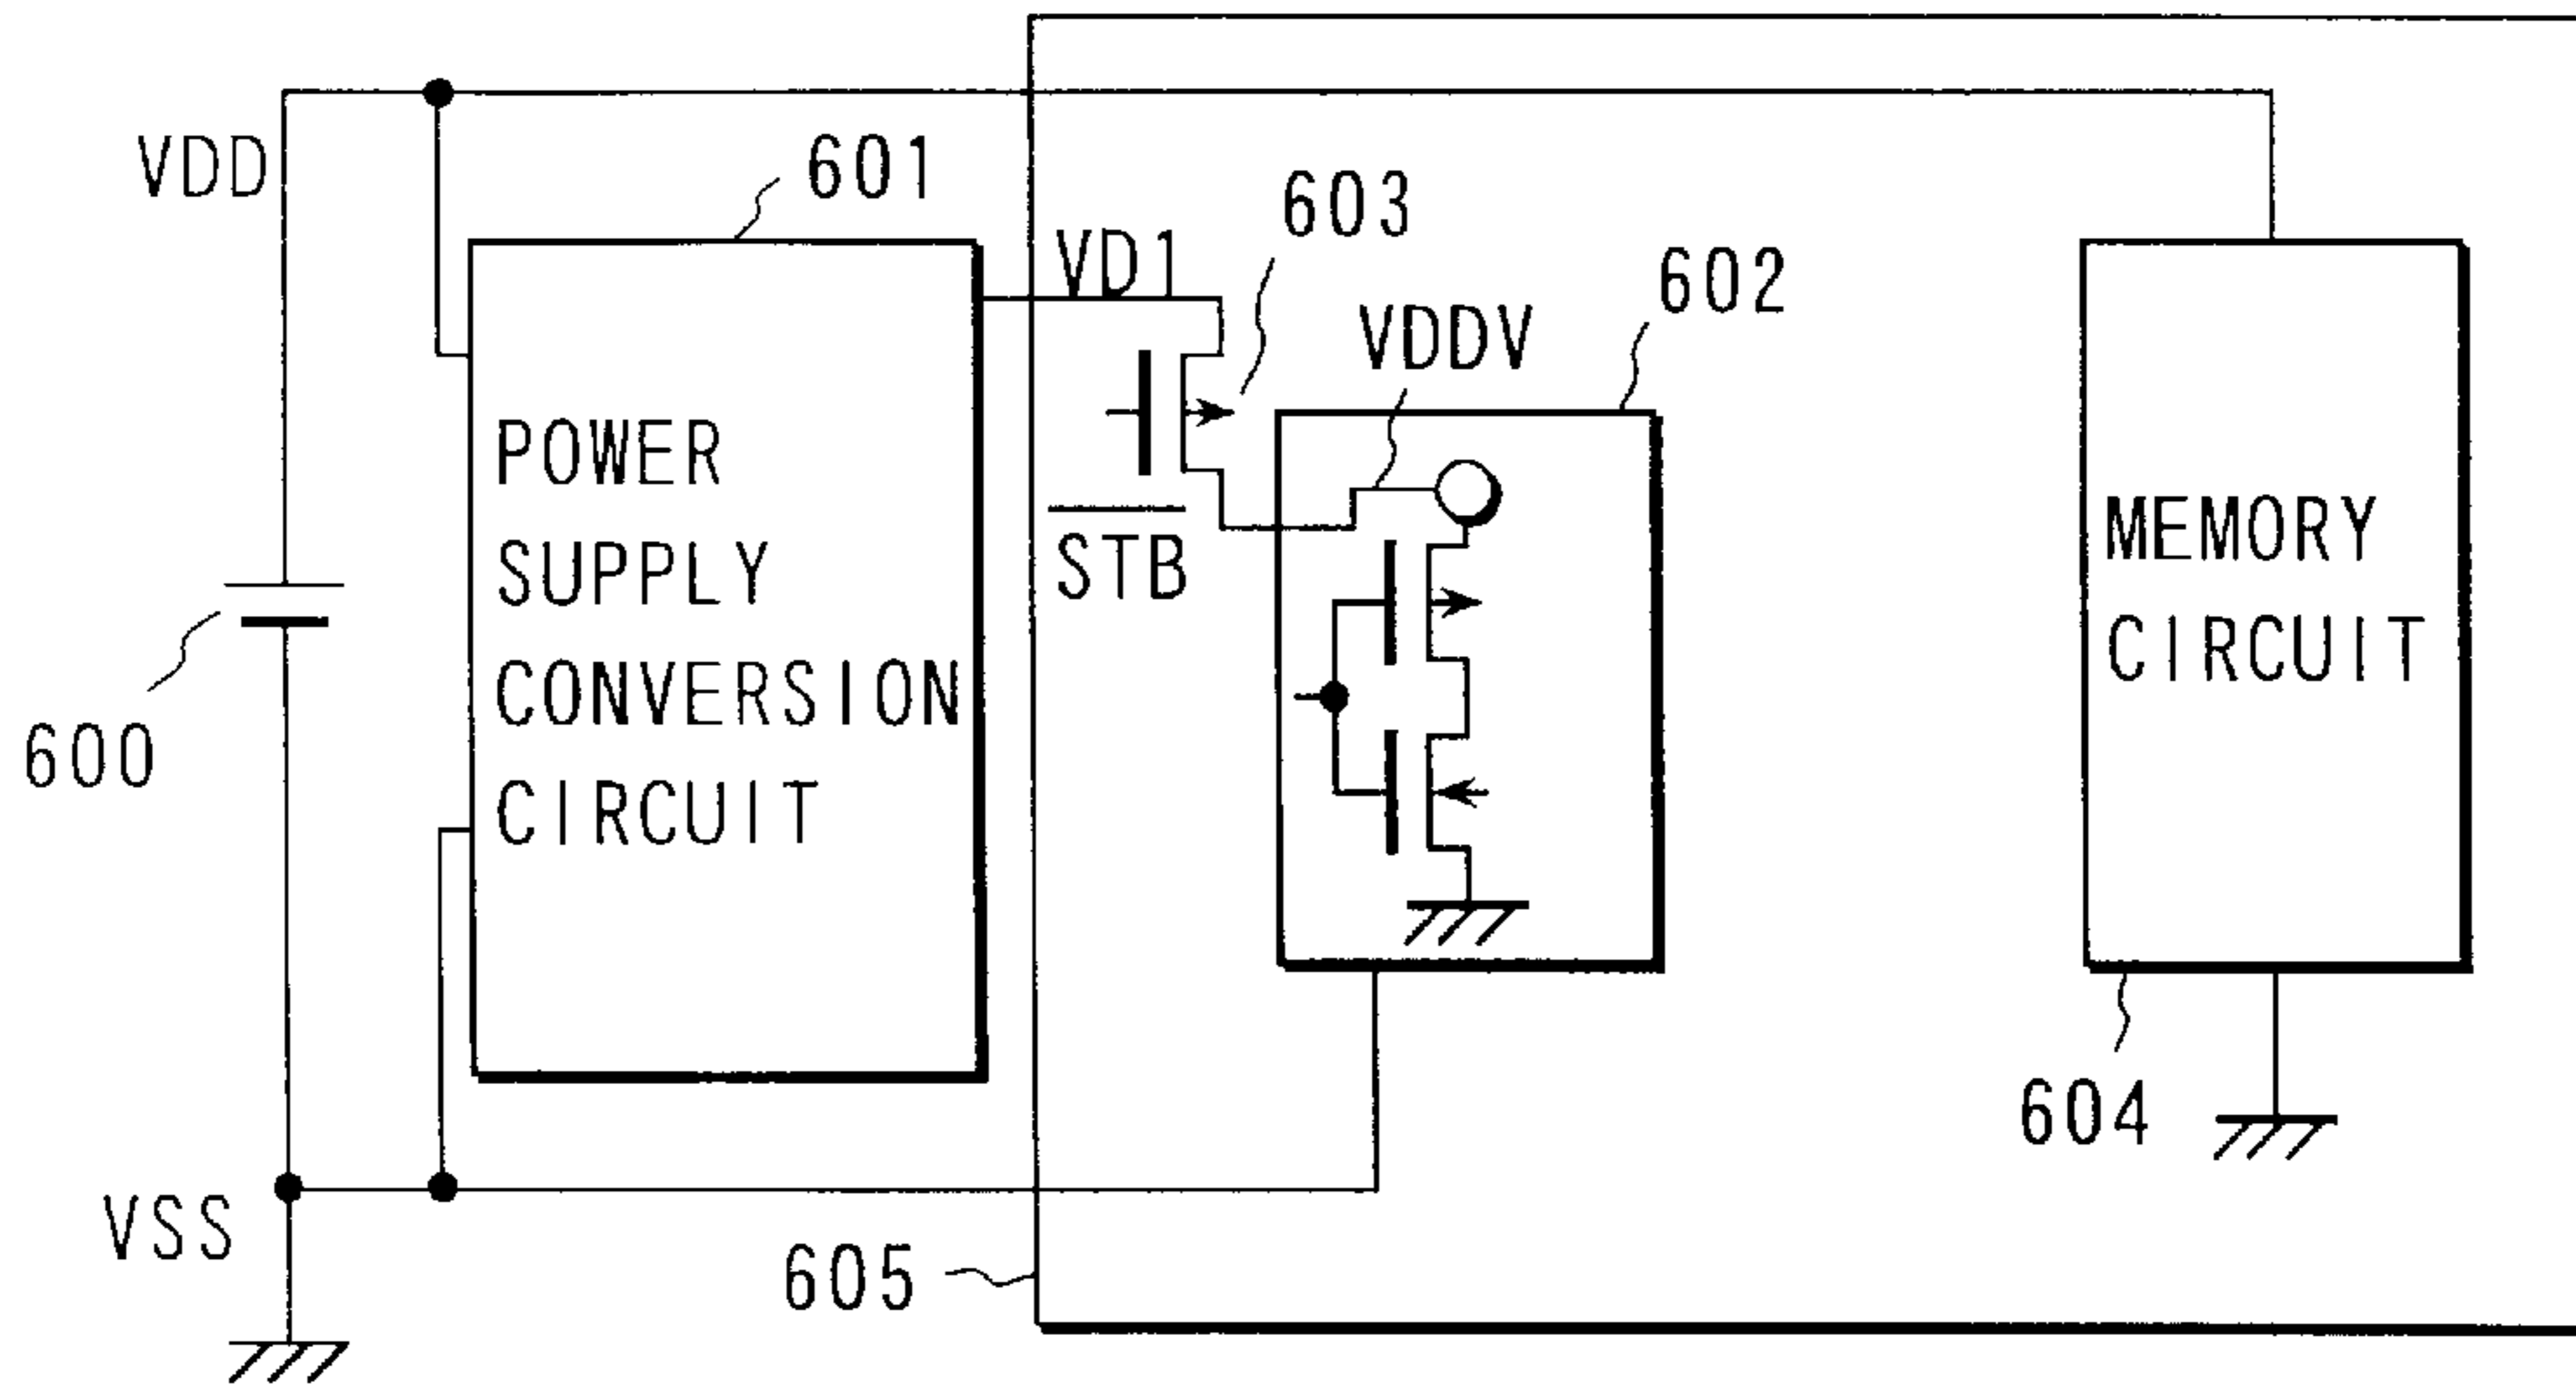 VDD
601
603
VD1
602
VDDV
POWER
SUPPLY
CONVERSION
CIRCUIT
STB
MEMORY
CIRCUIT
600
604
VSS
605